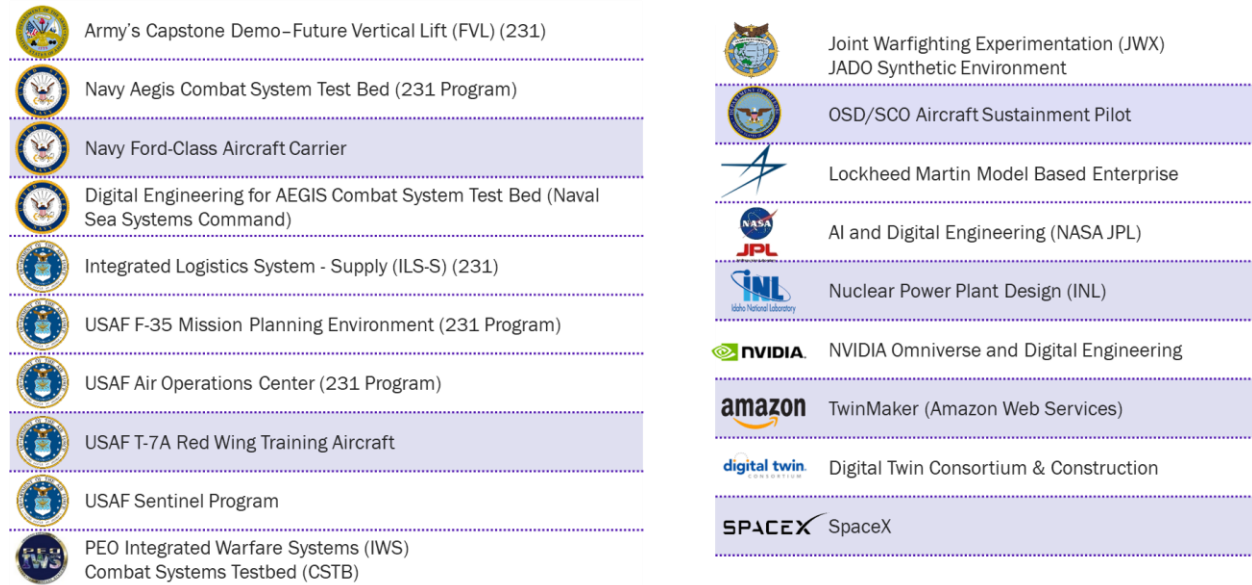 Army's Capstone Demo–Future Vertical Lift (FVL) (231)
Navy Aegis Combat System Test Bed (231 Program)
Navy Ford-Class Aircraft Carrier
Digital Engineering for AEGIS Combat System Test Bed (Naval
Sea Systems Command)
Integrated Logistics System - Supply (ILS-S) (231)
USAF F-35 Mission Planning Environment (231 Program)
USAF Air Operations Center (231 Program)
USAF T-7A Red Wing Training Aircraft
USAF Sentinel Program
PEO
IWS
PEO Integrated Warfare Systems (IWS)
Combat Systems Testbed (CSTB)
Joint Warfighting Experimentation (JWX)
JADO Synthetic Environment
OSD/SCO Aircraft Sustainment Pilot
Lockheed Martin Model Based Enterprise
NASA
JPL
AI and Digital Engineering (NASA JPL)
INL
Idaho National Laboratory
Nuclear Power Plant Design (INL)
NVIDIA.
NVIDIA Omniverse and Digital Engineering
amazon
TwinMaker (Amazon Web Services)
digital twin.
CONSORTIUM
Digital Twin Consortium & Construction
SPACEX
SpaceX